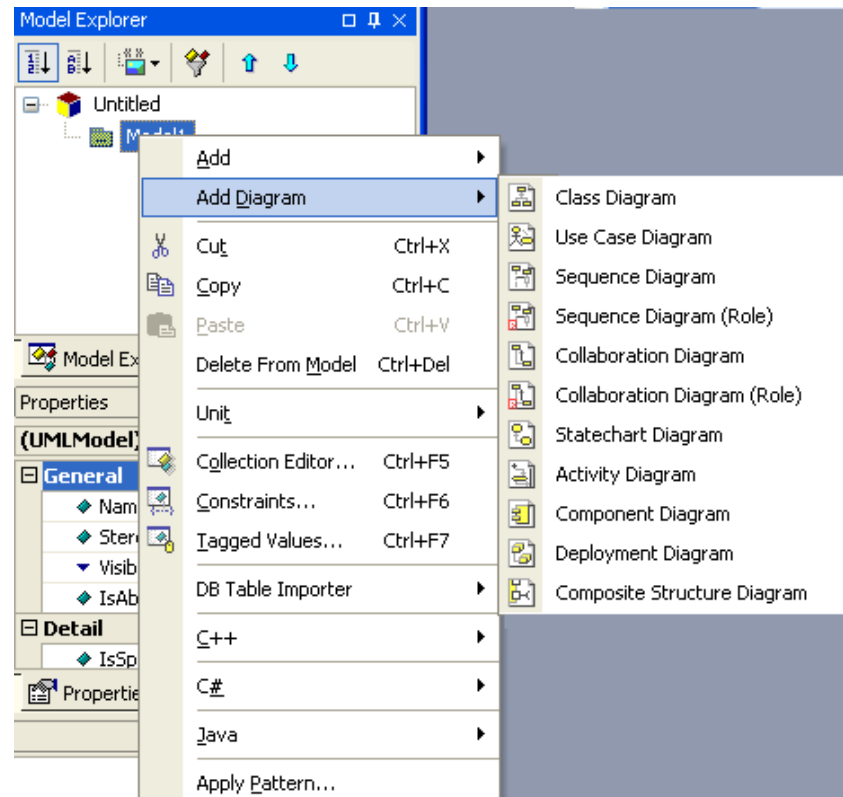 Model Explorer
Untitled
Model1
Add
Add Diagram
Cut Ctrl+X
Copy Ctrl+C
Paste Ctrl+V
Delete From Model Ctrl+Del
Unit
Collection Editor... Ctrl+F5
Constraints... Ctrl+F6
Tagged Values... Ctrl+F7
DB Table Importer
C++
C#
Java
Apply Pattern...
Class Diagram
Use Case Diagram
Sequence Diagram
Sequence Diagram (Role)
Collaboration Diagram
Collaboration Diagram (Role)
Statechart Diagram
Activity Diagram
Component Diagram
Deployment Diagram
Composite Structure Diagram
Model Ex
Properties
(UMLModel)
General
Nam
Ster
Visib
IsAb
Detail
IsSp
Propertie